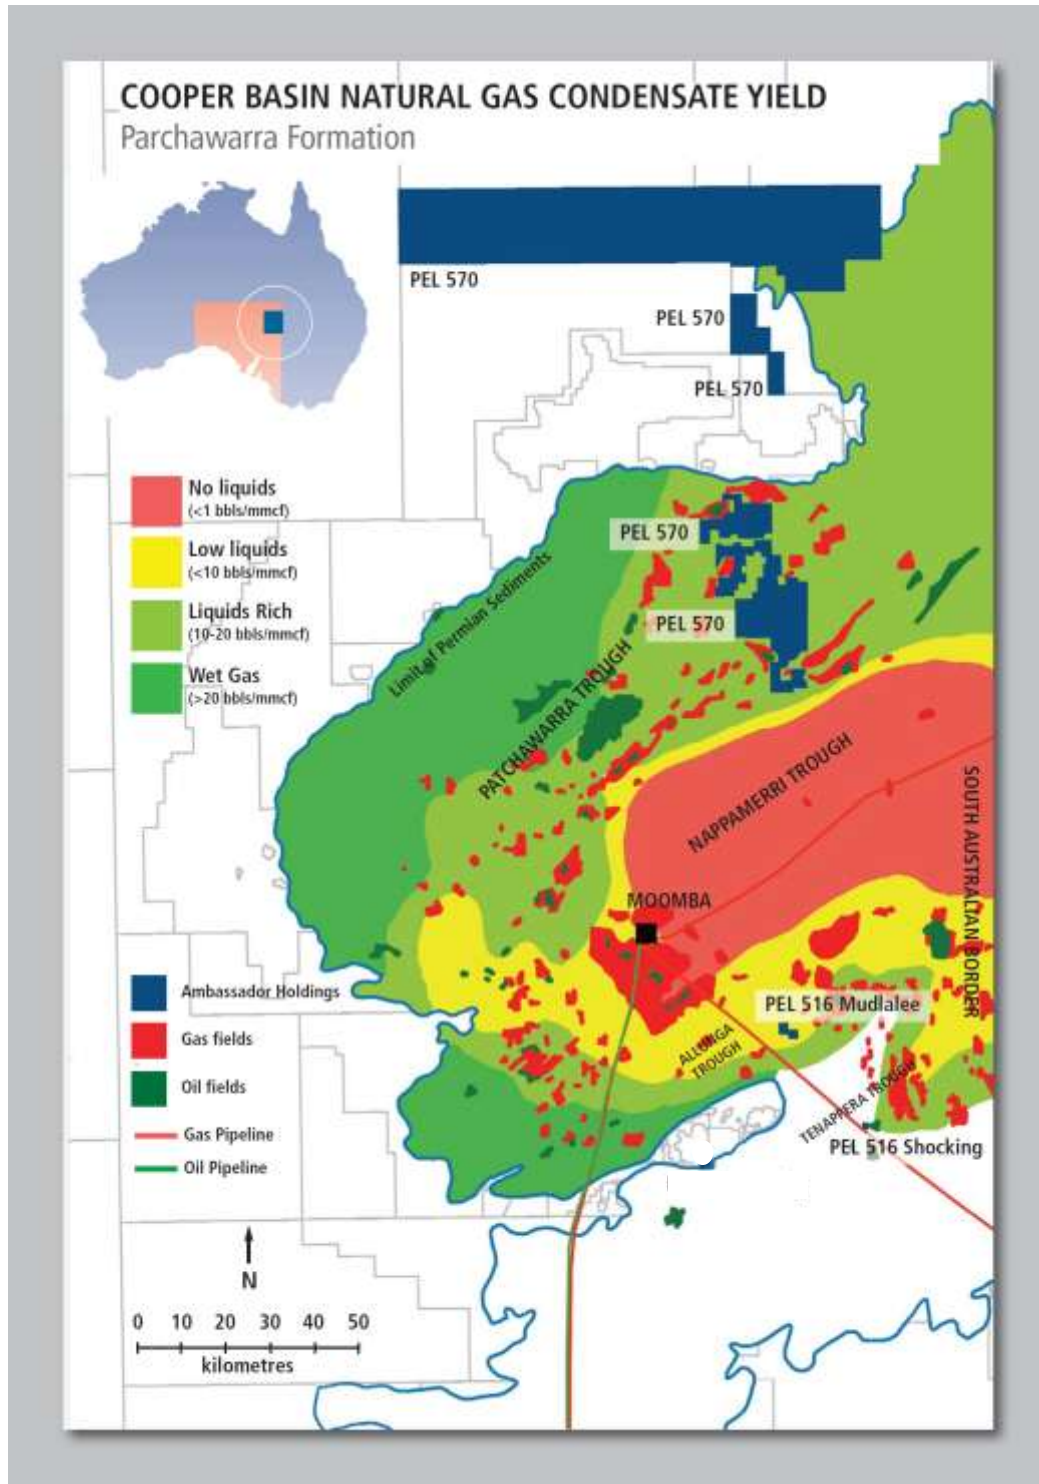 COOPER BASIN NATURAL GAS CONDENSATE YIELD
Parchawarra Formation
PEL 570
PEL 570
PEL 570
No liquids
(<1 bbls/mmcf)
Low liquids
(<10 bbls/mmcf)
Liquids Rich
(10-20 bbls/mmcf)
Wet Gas
(>20 bbls/mmcf)
PEL 570
PEL 570
Limit of Permian Sediments
PATCHAWARRA TROUGH
NAPPAMERRI TROUGH
SOUTH AUSTRALIAN BORDER
MOOMBA
Ambassador Holdings
Gas fields
Oil fields
Gas Pipeline
Oil Pipeline
PEL 516 Mudlalee
ALLUNGA
TROUGH
TENAPPERA TROUGH
PEL 516 Shocking
N
0 10 20 30 40 50
kilometres